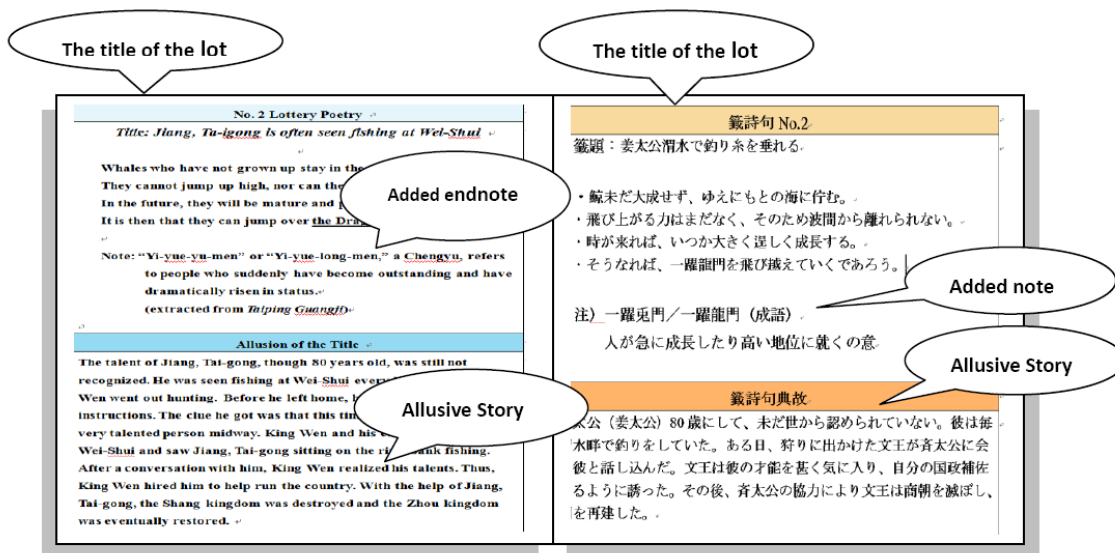 The title of the lot
No. 2 Lottery Poetry
Title: Jiang, Ta-igong is often seen fishing at Wei-Shui
Whales who have not grown up stay in the
They cannot jump up high, nor can
In the future, they will be mature and
It is then that they can jump over the
Added endnote
Note: “Yi-yue-yu-men” or “Yi-yue-long-men,” a Chengyu, refers
to people who suddenly have become outstanding and have
dramatically risen in status.
(extracted from Taiping Guangji)
Allusion of the Title
The talent of Jiang, Tai-gong, though 80 years old, was still not
recognized. He was seen fishing at Wei-Shui
Wen went out hunting. Before he left home,
instructions. The clue he got was that this
very talented person midway. King Wen and his
Wei-Shui and saw Jiang, Tai-gong sitting on the fishing.
After a conversation with him, King Wen realized his talents. Thus,
King Wen hired him to help run the country. With the help of Jiang,
Tai-gong, the Shang kingdom was destroyed and the Zhou kingdom
was eventually restored.
Allusive Story
The title of the lot
籤詩句 No.2
籤題：姜太公渭水で釣り糸を垂れる
・鯨未だ大成せず、ゆえにもとの海に佇む。
・飛び上がる力はまだなく、そのため波間から離れられない。
・時が来れば、いつか大きく逞しく成長する。
・そうなれば、一躍龍門を飛び越えていくであろう。
Added note
注）一躍兎門／一躍龍門（成語）
人が急に成長したり高い地位に就くの意
Allusive Story
籤詩句典故
太公（姜太公）80 歳にして、未だ世から認められていない。彼は毎
水畔で釣りをしていた。ある日、狩りに出かけた文王が斉太公に会
彼と話し込んだ。文王は彼の才能を甚く気に入り、自分の国政補佐
るように誘った。その後、斉太公の協力により文王は商朝を滅ぼし、
を再建した。